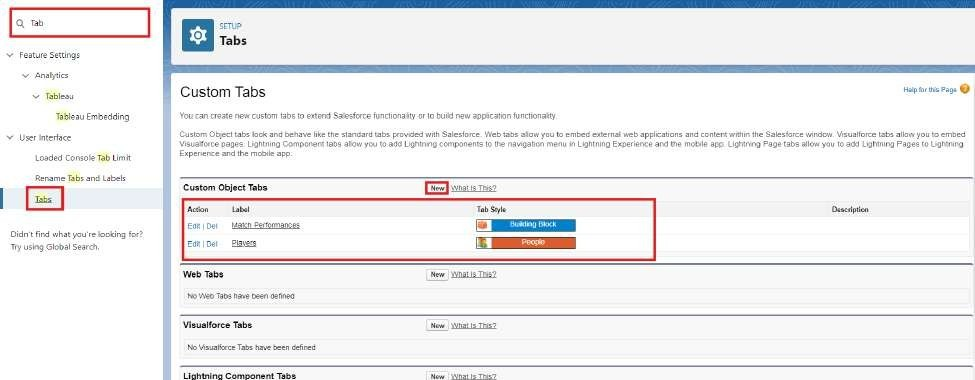 Tab
Feature Settings
Analytics
Tableau
Tableau Embedding
User Interface
Loaded Console Tab Limit
Rename Tabs and Labels
Tabs
Didn't find what you're looking for?
Try using Global Search.
SETUP
Tabs
Custom Tabs
Help for this Page ?
You can create new custom tabs to extend Salesforce functionality or to build new application functionality.
Custom Object tabs look and behave like the standard tabs provided with Salesforce. Web tabs allow you to embed external web applications and content within the Salesforce window. Visualforce tabs allow you to embed
Visualforce pages. Lightning Component tabs allow you to add Lightning components to the navigation menu in Lightning Experience and the mobile app. Lightning Page tabs allow you to add Lightning Pages to Lightning
Experience and the mobile app.
Custom Object Tabs New What Is This?
Action Label Tab Style Description
Edit | Del Match Performances Building Block
Edit | Del Players People
Web Tabs New What Is This?
No Web Tabs have been defined
Visualforce Tabs New What Is This?
No Visualforce Tabs have been defined
Lightning Component Tabs New What Is This?